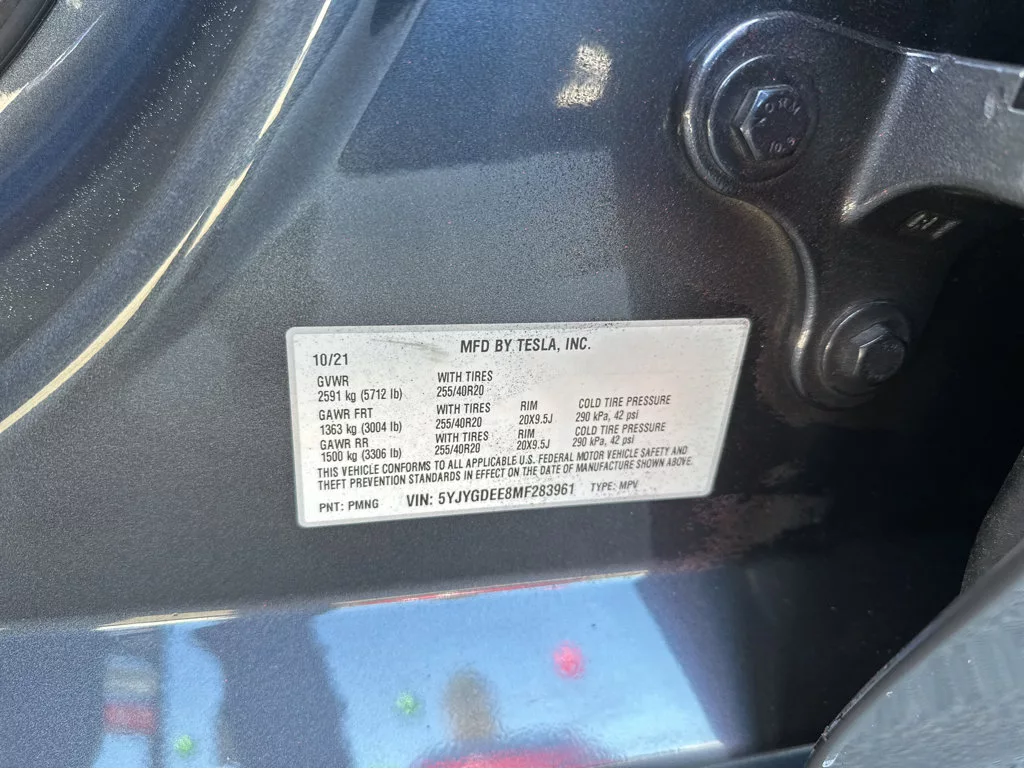 10/21 MFD BY TESLA, INC.
GVWR WITH TIRES
2591 kg (5712 lb) 255/40R20
GAWR FRT WITH TIRES RIM COLD TIRE PRESSURE
1363 kg (3004 lb) 255/40R20 20X9.5J 290 kPa, 42 psi
GAWR RR WITH TIRES RIM COLD TIRE PRESSURE
1500 kg (3306 lb) 255/40R20 20X9.5J 290 kPa, 42 psi
THIS VEHICLE CONFORMS TO ALL APPLICABLE U.S. FEDERAL MOTOR VEHICLE SAFETY AND
THEFT PREVENTION STANDARDS IN EFFECT ON THE DATE OF MANUFACTURE SHOWN ABOVE.
PNT: PMNG VIN: 5YJYGDEE8MF283961 TYPE: MPV
10.9